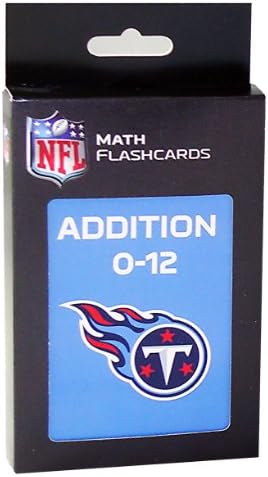 NFL
MATH
FLASHCARDS
ADDITION
0-12
T